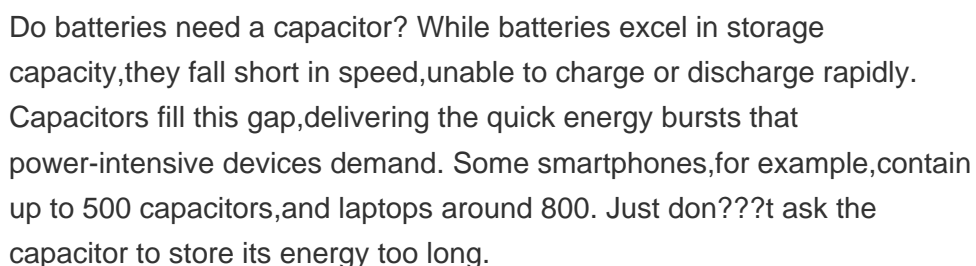 Do batteries need a capacitor? While batteries excel in storage
capacity,they fall short in speed,unable to charge or discharge rapidly.
Capacitors fill this gap,delivering the quick energy bursts that
power-intensive devices demand. Some smartphones,for example,contain
up to 500 capacitors,and laptops around 800. Just don???t ask the
capacitor to store its energy too long.